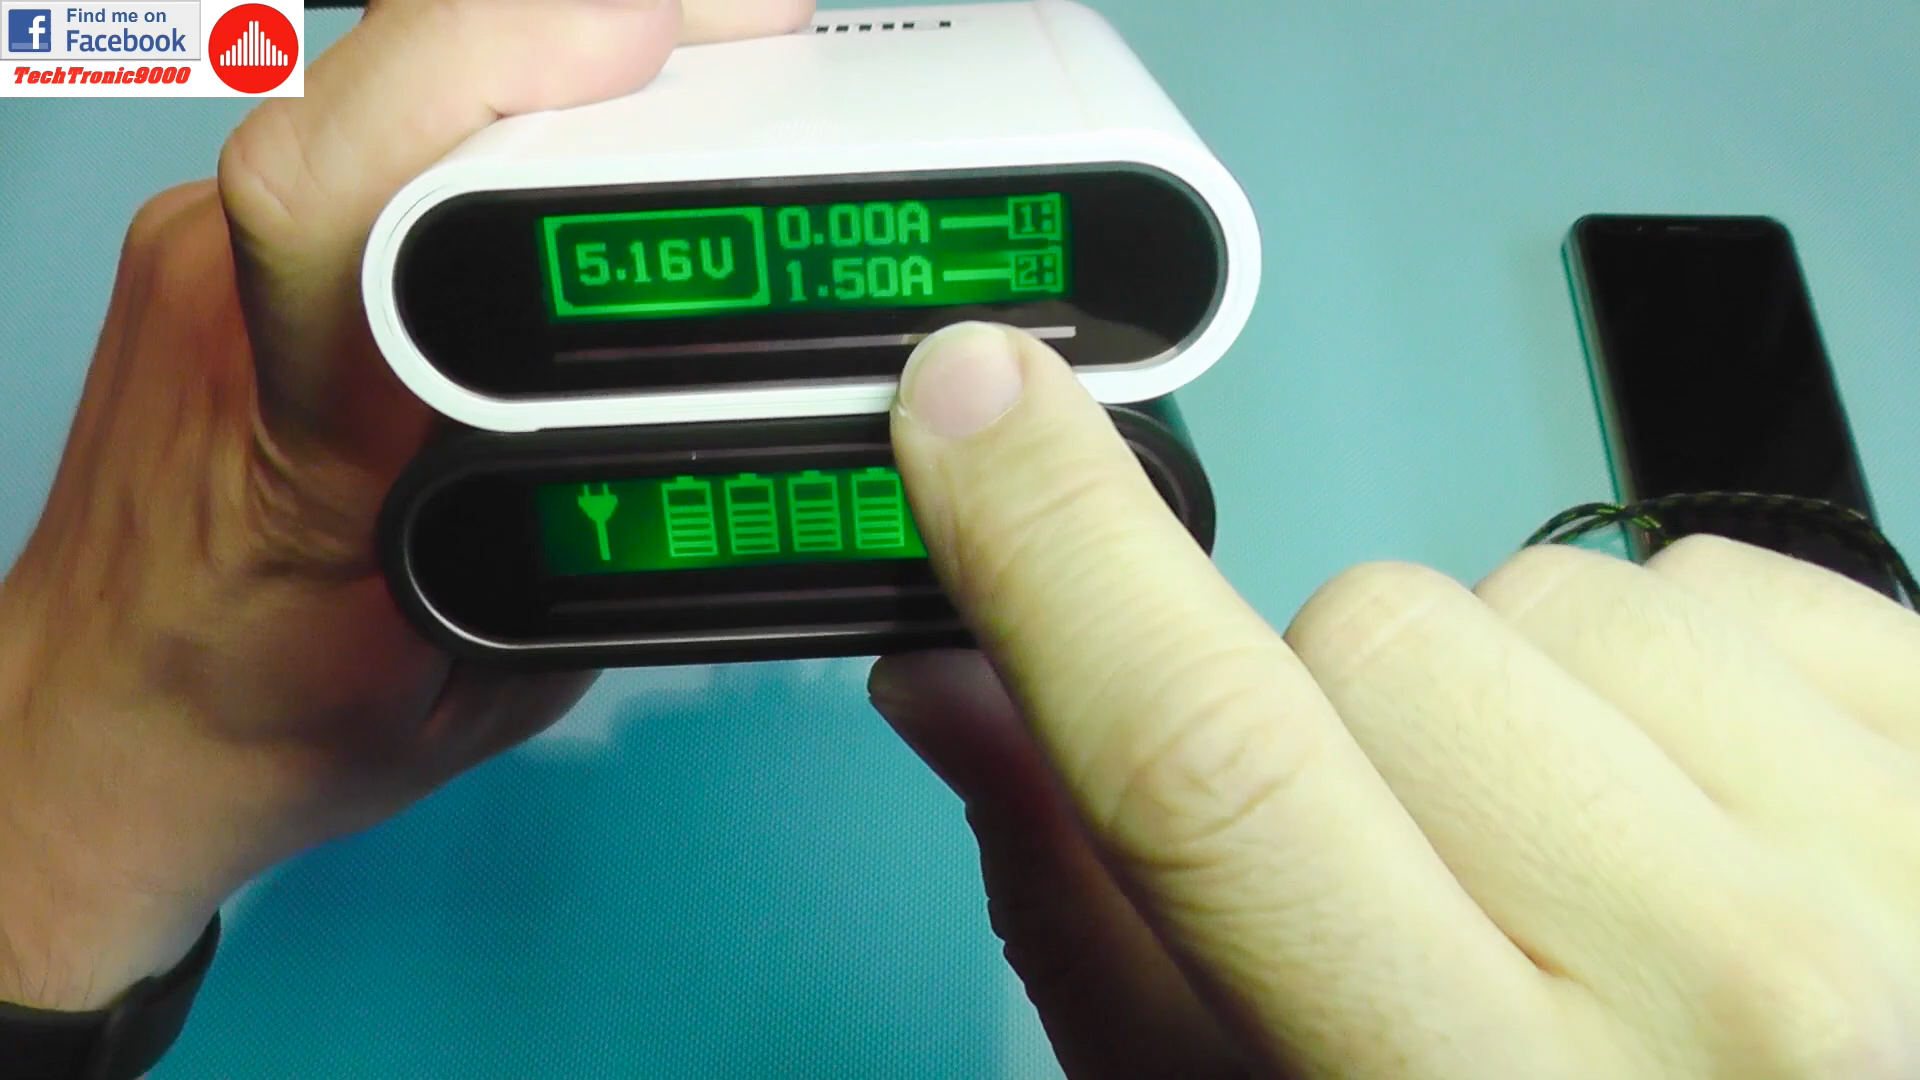 Find me on
Facebook
TechTronic9000
5.16V
0.00A 1:
1.50A 2: